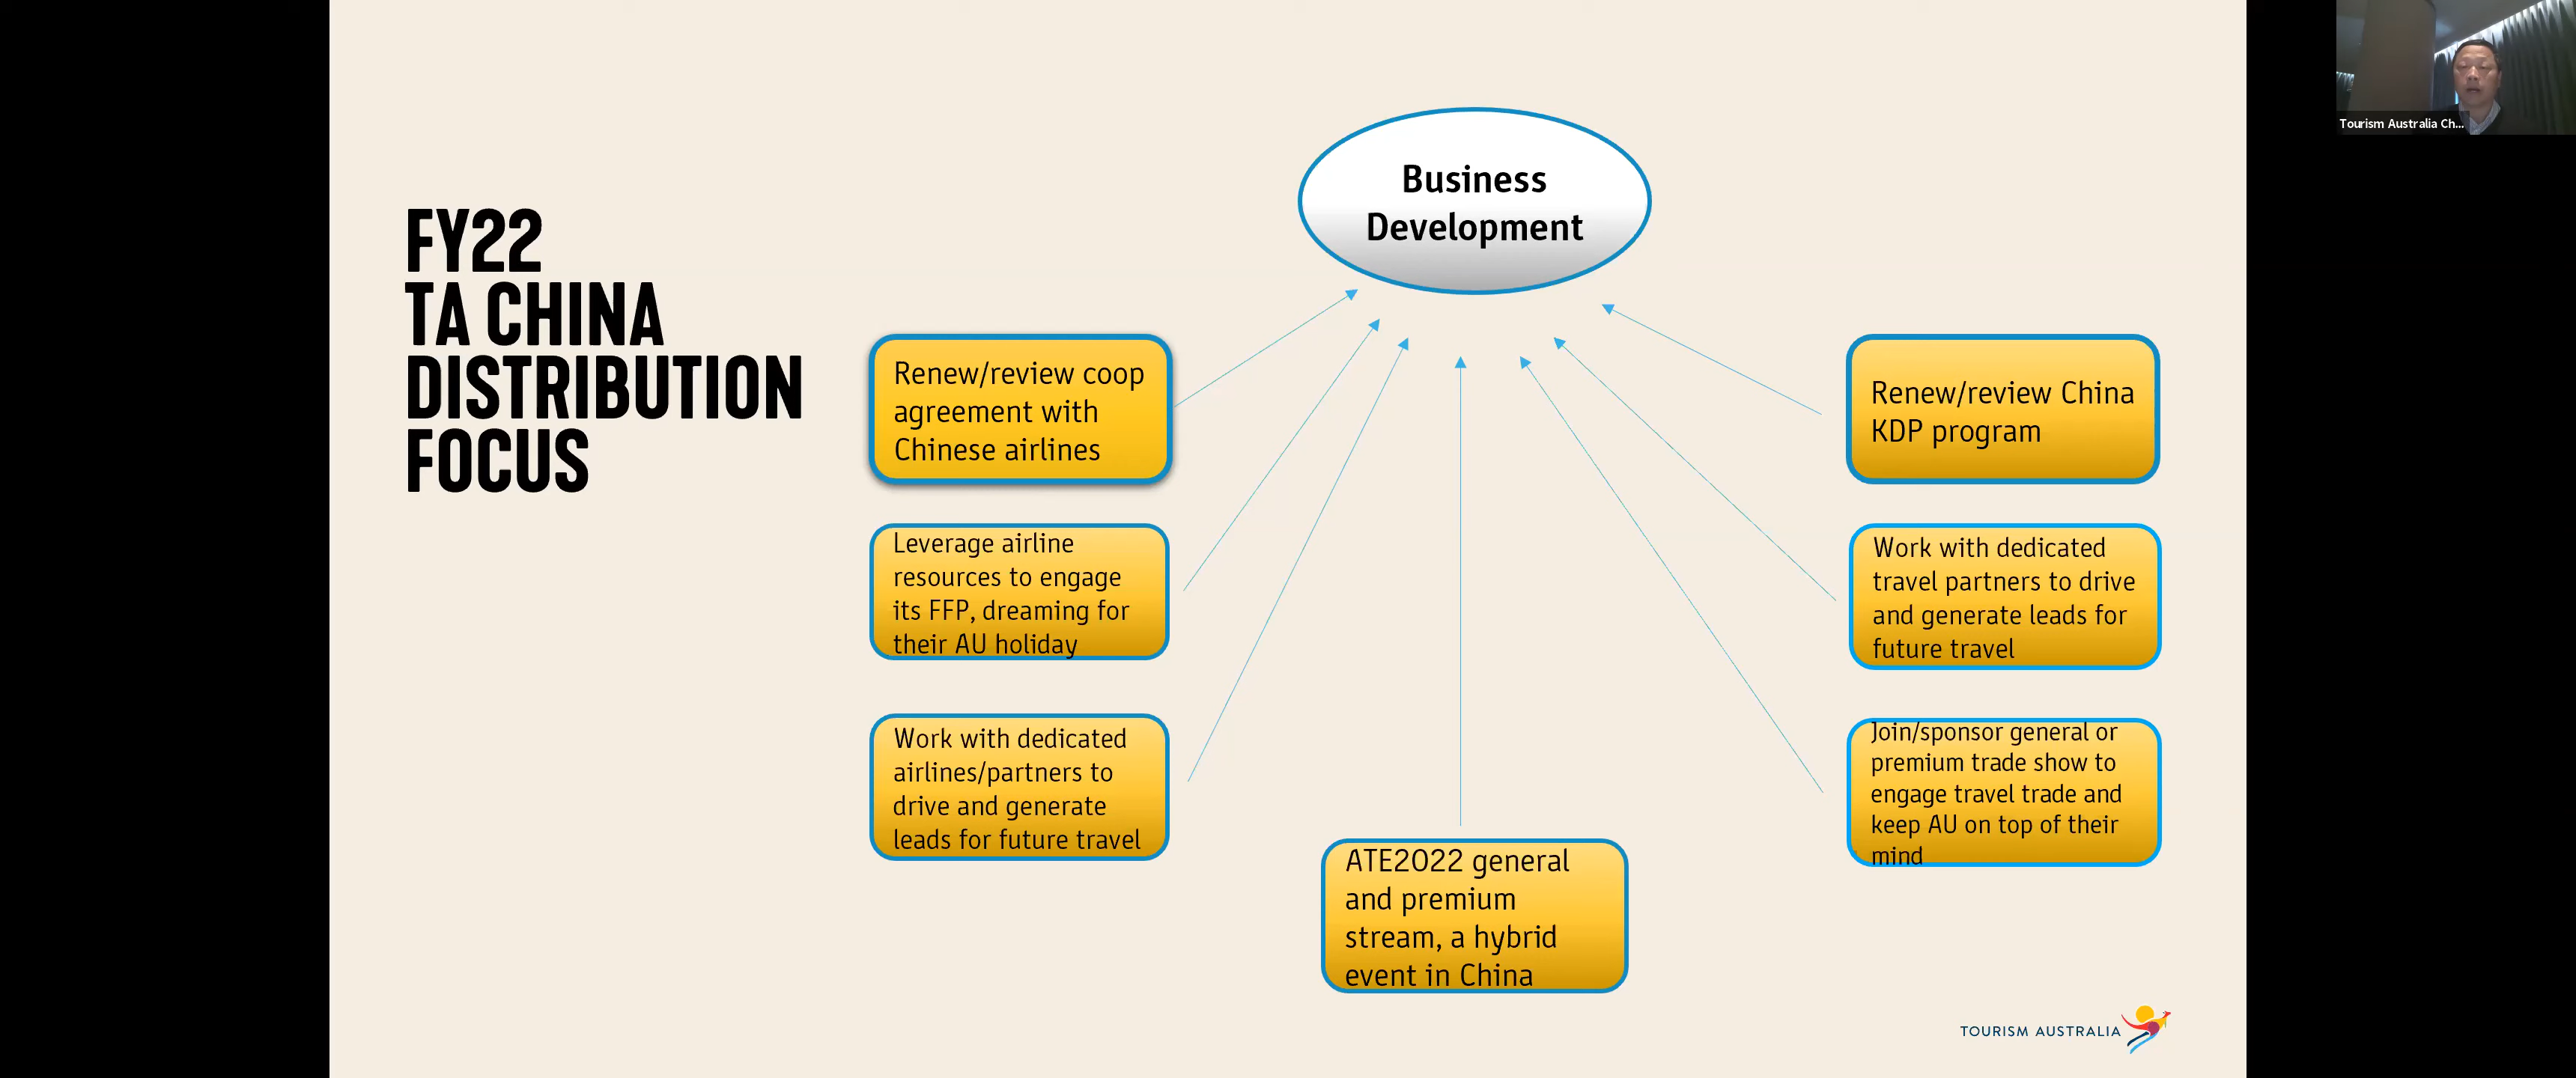 Tourism Australia Ch...
Business
Development
FY22
TA CHINA
DISTRIBUTION
FOCUS
Renew/review coop
agreement with
Chinese airlines
Leverage airline
resources to engage
its FFP, dreaming for
their AU holiday
Work with dedicated
airlines/partners to
drive and generate
leads for future travel
ATE2022 general
and premium
stream, a hybrid
event in China
Renew/review China
KDP program
Work with dedicated
travel partners to drive
and generate leads for
future travel
Join/sponsor general or
premium trade show to
engage travel trade and
keep AU on top of their
mind
TOURISM AUSTRALIA